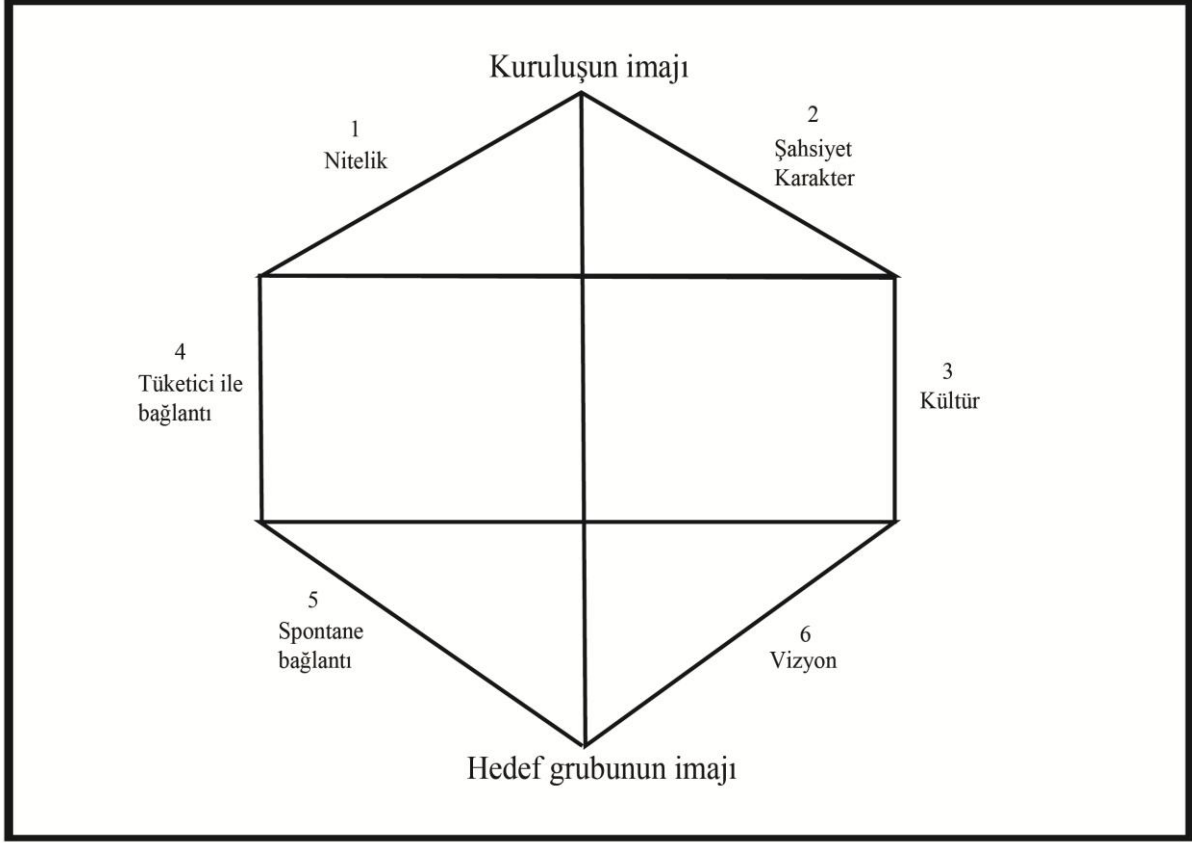 Kuruluşun imajı
1
Nitelik
2
Şahsiyet
Karakter
4
Tüketici ile
bağlantı
3
Kültür
5
Spontane
bağlantı
6
Vizyon
Hedef grubunun imajı